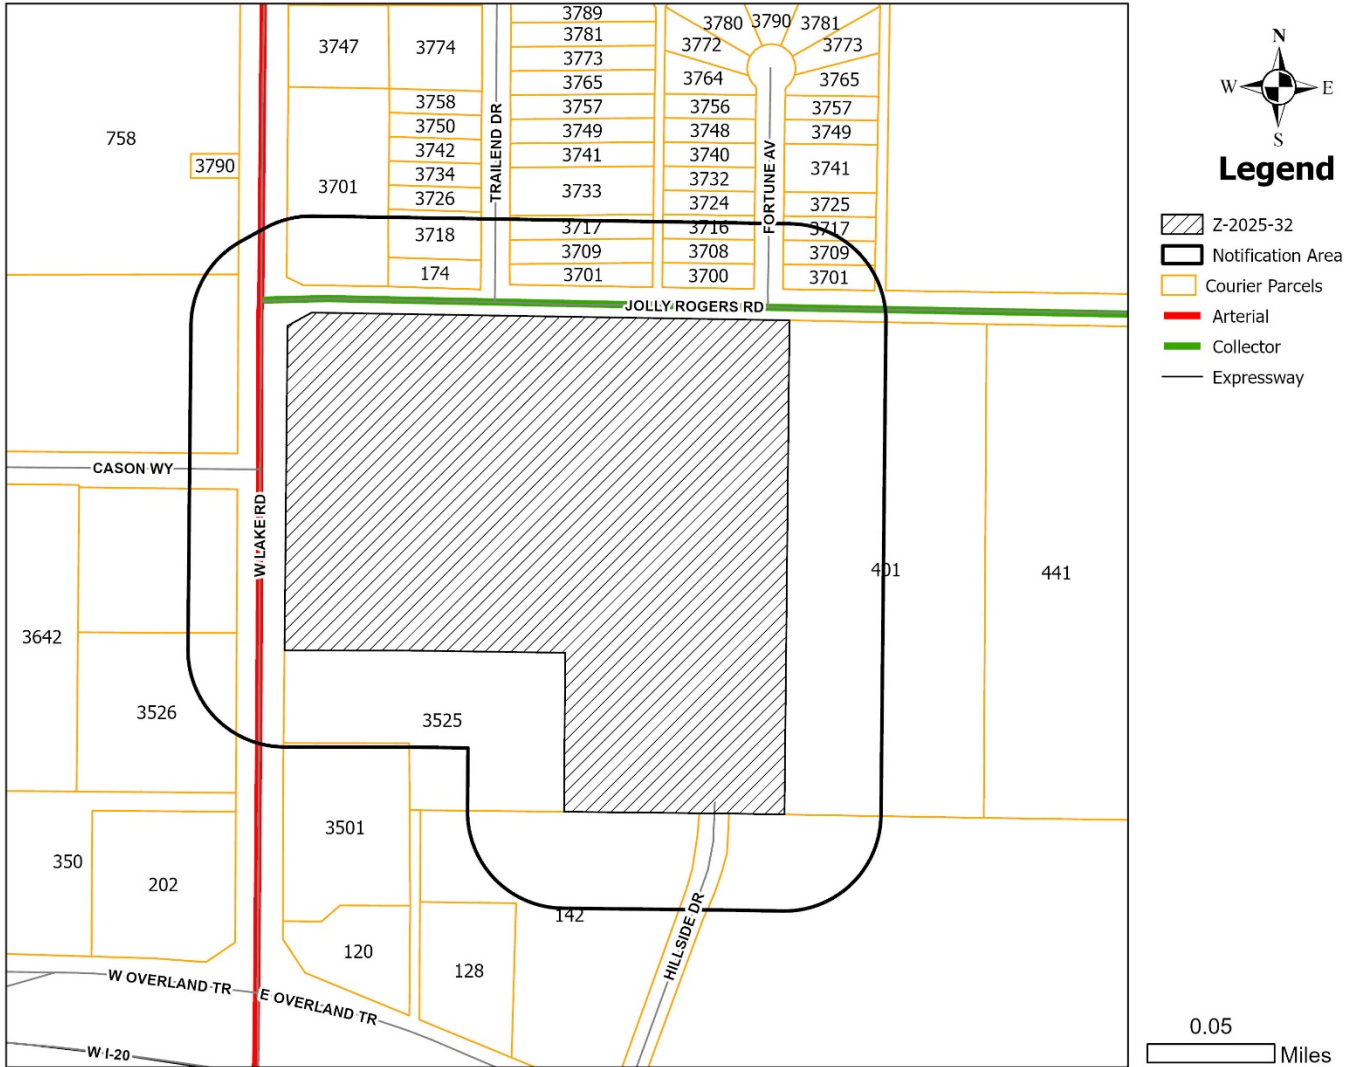 3789
3781
3773
3765
3757
3749
3741
3733
3717
3709
3701
3780
3790
3781
3772
3773
3764
3765
3756
3757
3748
3749
3740
3741
3732
3724
3725
3716
3717
3708
3709
3700
3701
3747
3774
3758
3750
3742
3734
3726
3718
174
3701
758
3790
TRAILEND DR
FORTUNE AV
JOLLY ROGERS RD
CASON WY
W LAKE RD
3642
3526
3525
401
441
3501
350
202
120
128
142
HILLSIDE DR
W OVERLAND TR
E OVERLAND TR
W I-20
N
W
E
S
Legend
Z-2025-32
Notification Area
Courier Parcels
Arterial
Collector
Expressway
0.05
Miles